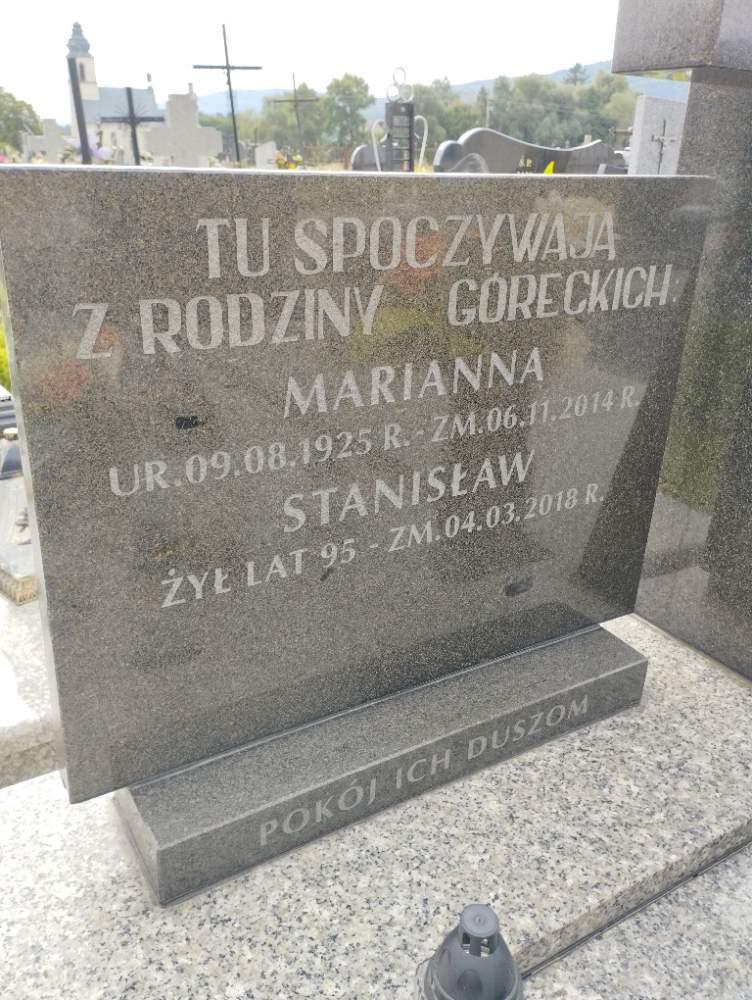 TU SPOCZYWAJĄ
Z RODZINY GÓRECKICH:
MARIANNA
UR.09.08.1925 R.-ZM.06.11.2014 R.
STANISŁAW
ŻYŁ LAT 95 - ZM.04.03.2018 R.
POKÓJ ICH DUSZOM